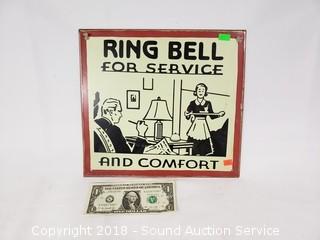 RING BELL
FOR SERVICE
AND COMFORT
Copyright 2018 - Sound Auction Service